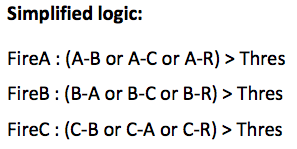 Simplified logic:
FireA : (A-B or A-C or A-R) > Thres
FireB : (B-A or B-C or B-R) > Thres
FireC : (C-B or C-A or C-R) > Thres